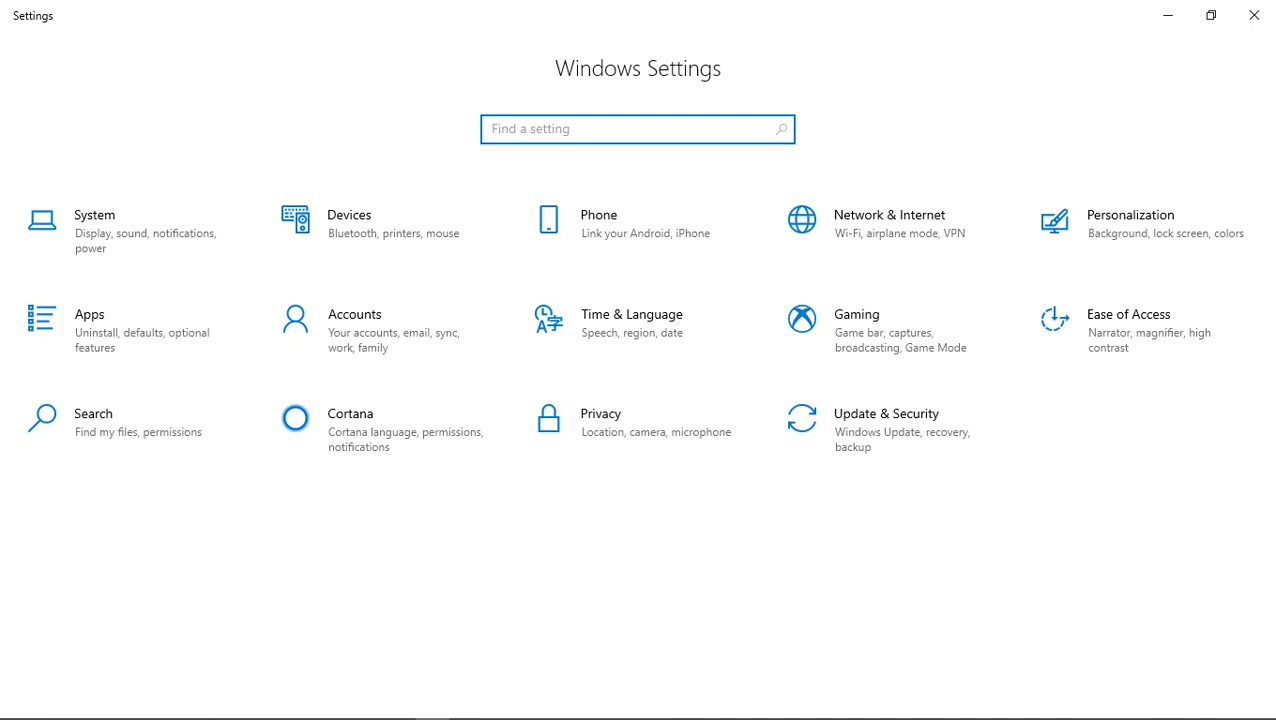 Settings
Windows Settings
Find a setting
System
Display, sound, notifications,
power
Devices
Bluetooth, printers, mouse
Phone
Link your Android, iPhone
Network & Internet
Wi-Fi, airplane mode, VPN
Personalization
Background, lock screen, colors
Apps
Uninstall, defaults, optional
features
Accounts
Your accounts, email, sync,
work, family
Time & Language
Speech, region, date
Gaming
Game bar, captures,
broadcasting, Game Mode
Ease of Access
Narrator, magnifier, high
contrast
Search
Find my files, permissions
Cortana
Cortana language, permissions,
notifications
Privacy
Location, camera, microphone
Update & Security
Windows Update, recovery,
backup